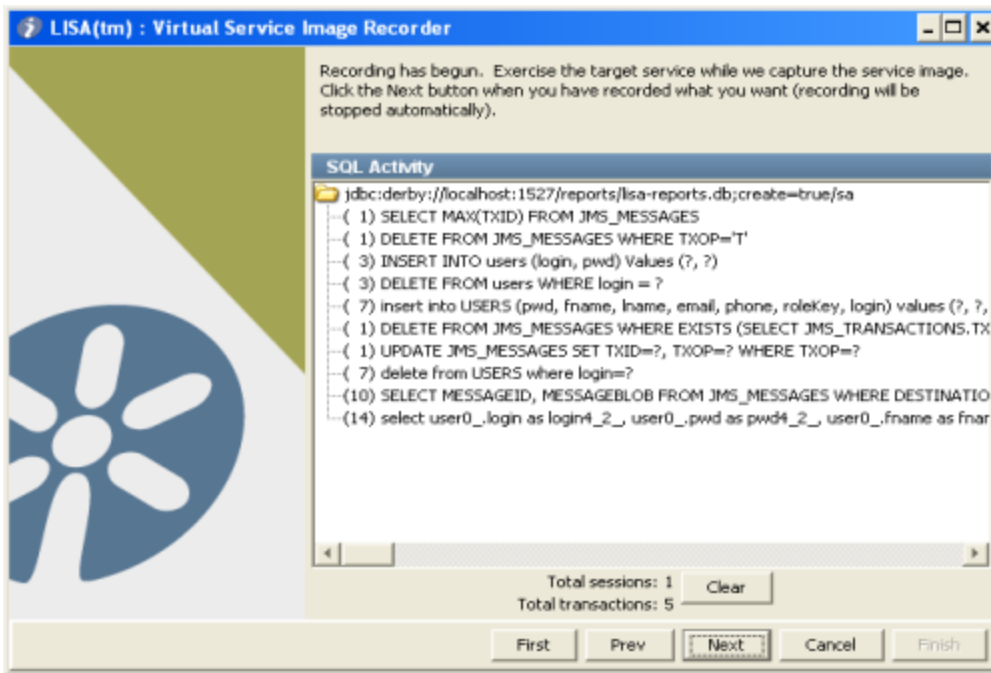 LISA(tm) : Virtual Service Image Recorder
Recording has begun. Exercise the target service while we capture the service image.
Click the Next button when you have recorded what you want (recording will be
stopped automatically).
SQL Activity
jdbc:derby://localhost:1527/reports/lisa-reports.db;create=true/sa
( 1) SELECT MAX(TXID) FROM JMS_MESSAGES
( 1) DELETE FROM JMS_MESSAGES WHERE TXOP='T'
( 3) INSERT INTO users (login, pwd) Values (?, ?)
( 3) DELETE FROM users WHERE login = ?
( 7) insert into USERS (pwd, fname, lname, email, phone, roleKey, login) values (?, ?,
( 1) DELETE FROM JMS_MESSAGES WHERE EXISTS (SELECT JMS_TRANSACTIONS.TX
( 1) UPDATE JMS_MESSAGES SET TXID=?, TXOP=? WHERE TXOP=?
( 7) delete from USERS where login=?
(10) SELECT MESSAGEID, MESSAGEBLOB FROM JMS_MESSAGES WHERE DESTINATIO
(14) select user0_.login as login4_2_, user0_.pwd as pwd4_2_, user0_.fname as fnar
Total sessions: 1
Clear
Total transactions: 5
First Prev Next Cancel Finish